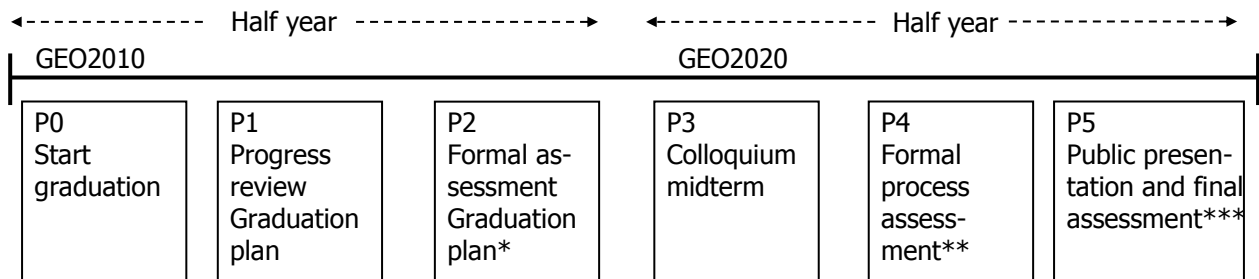 Half year
Half year
GEO2010
GEO2020
P0
Start
graduation
P1
Progress
review
Graduation
plan
P2
Formal as-
sessment
Graduation
plan*
P3
Colloquium
midterm
P4
Formal
process
assess-
ment**
P5
Public presen-
tation and final
assessment***